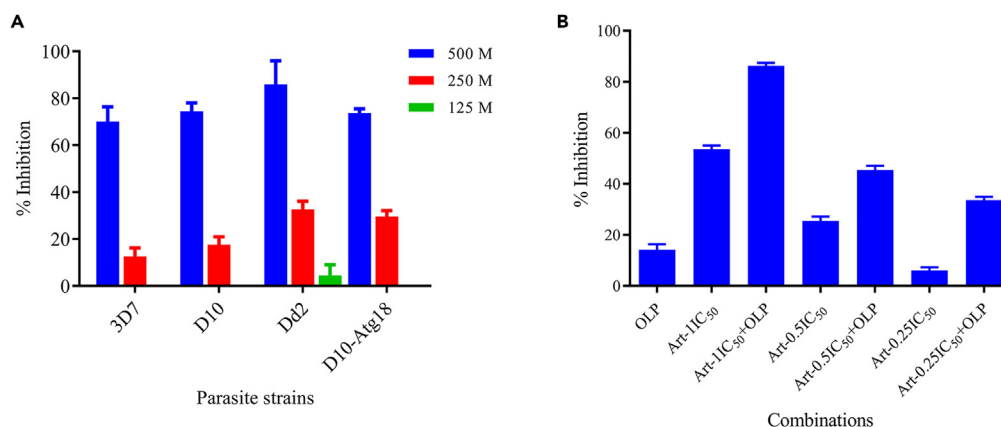 A
100
80
60
40
20
0
% Inhibition
500 M
250 M
125 M
3D7
D10
Dd2
D10-Atg18
Parasite strains
B
100
80
60
40
20
0
% Inhibition
OLP
Art-1IC50
Art-1IC50+OLP
Art-0.5IC50
Art-0.5IC50+OLP
Art-0.25IC50
Art-0.25IC50+OLP
Combinations